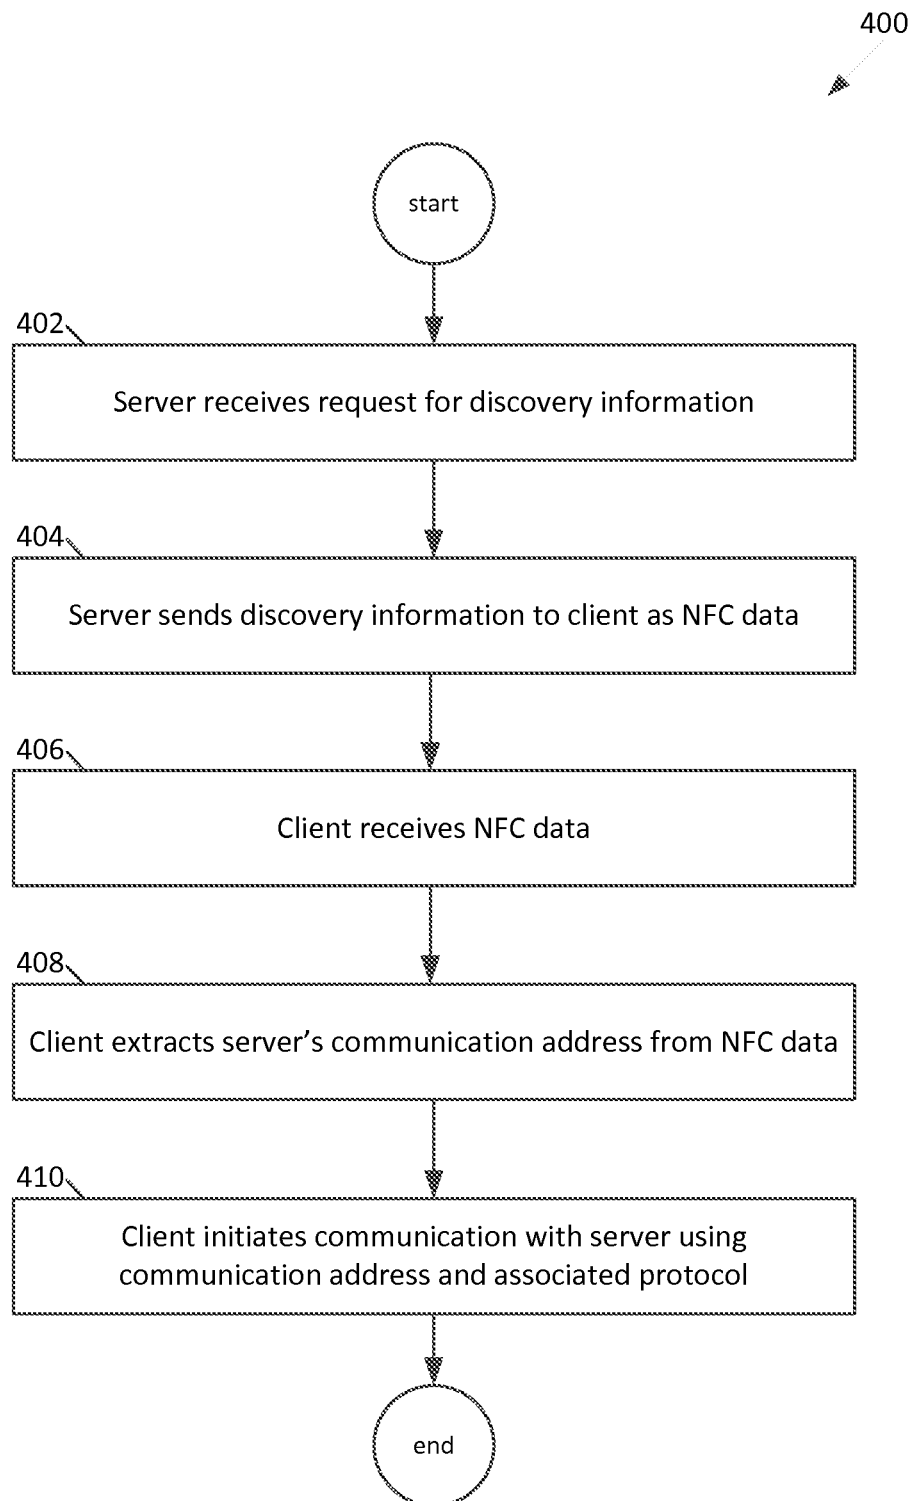 400
start
402
Server receives request for discovery information
404
Server sends discovery information to client as NFC data
406
Client receives NFC data
408
Client extracts server’s communication address from NFC data
410
Client initiates communication with server using
communication address and associated protocol
end